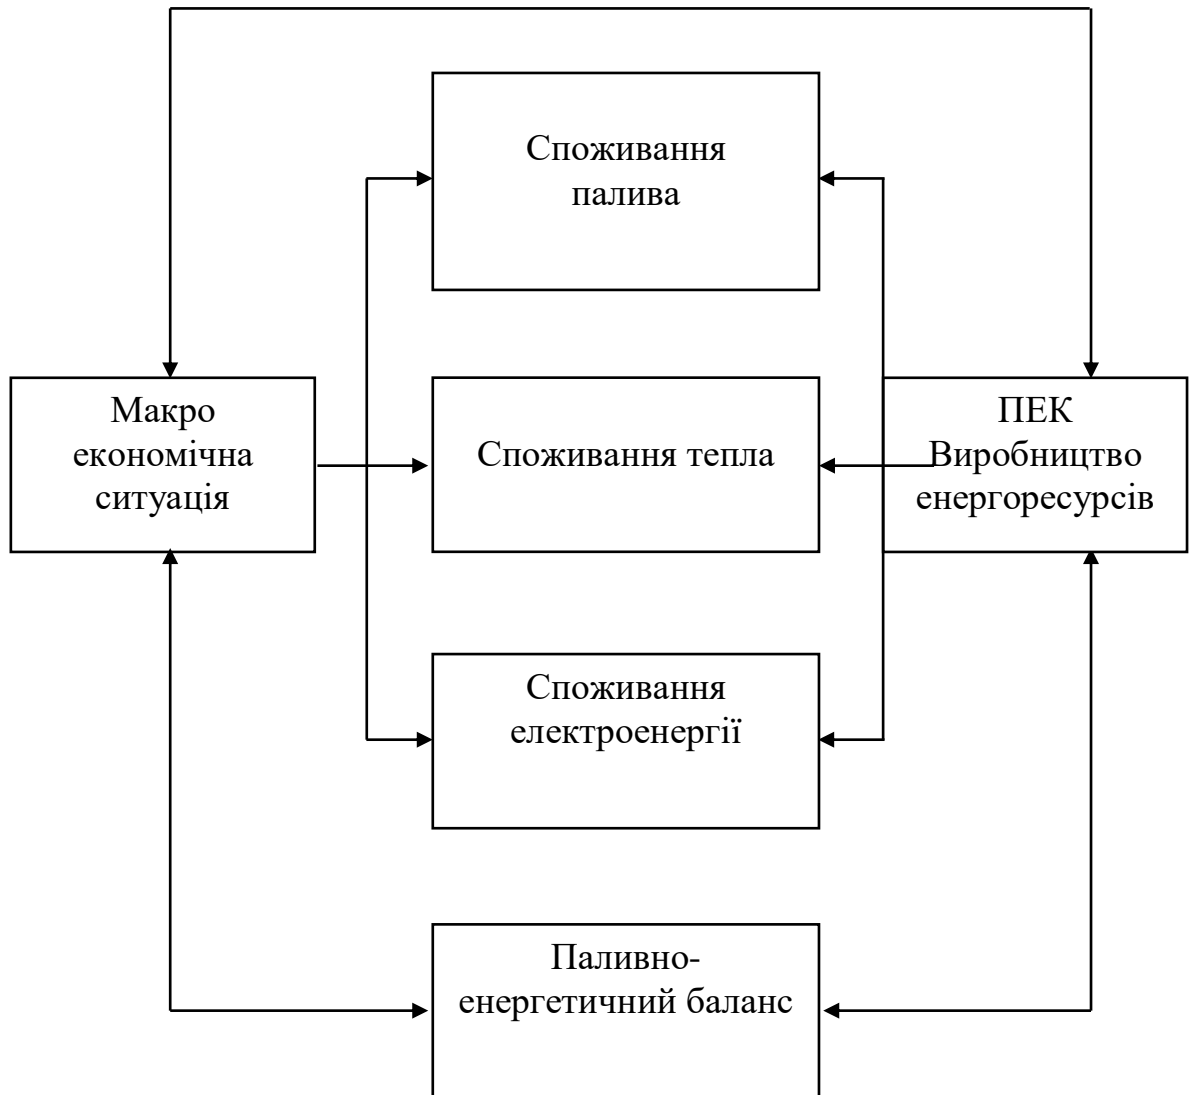 Споживання
палива
Макро
економічна
ситуація
Споживання тепла
ПЕК
Виробництво
енергоресурсів
Споживання
електроенергії
Паливно-
енергетичний баланс